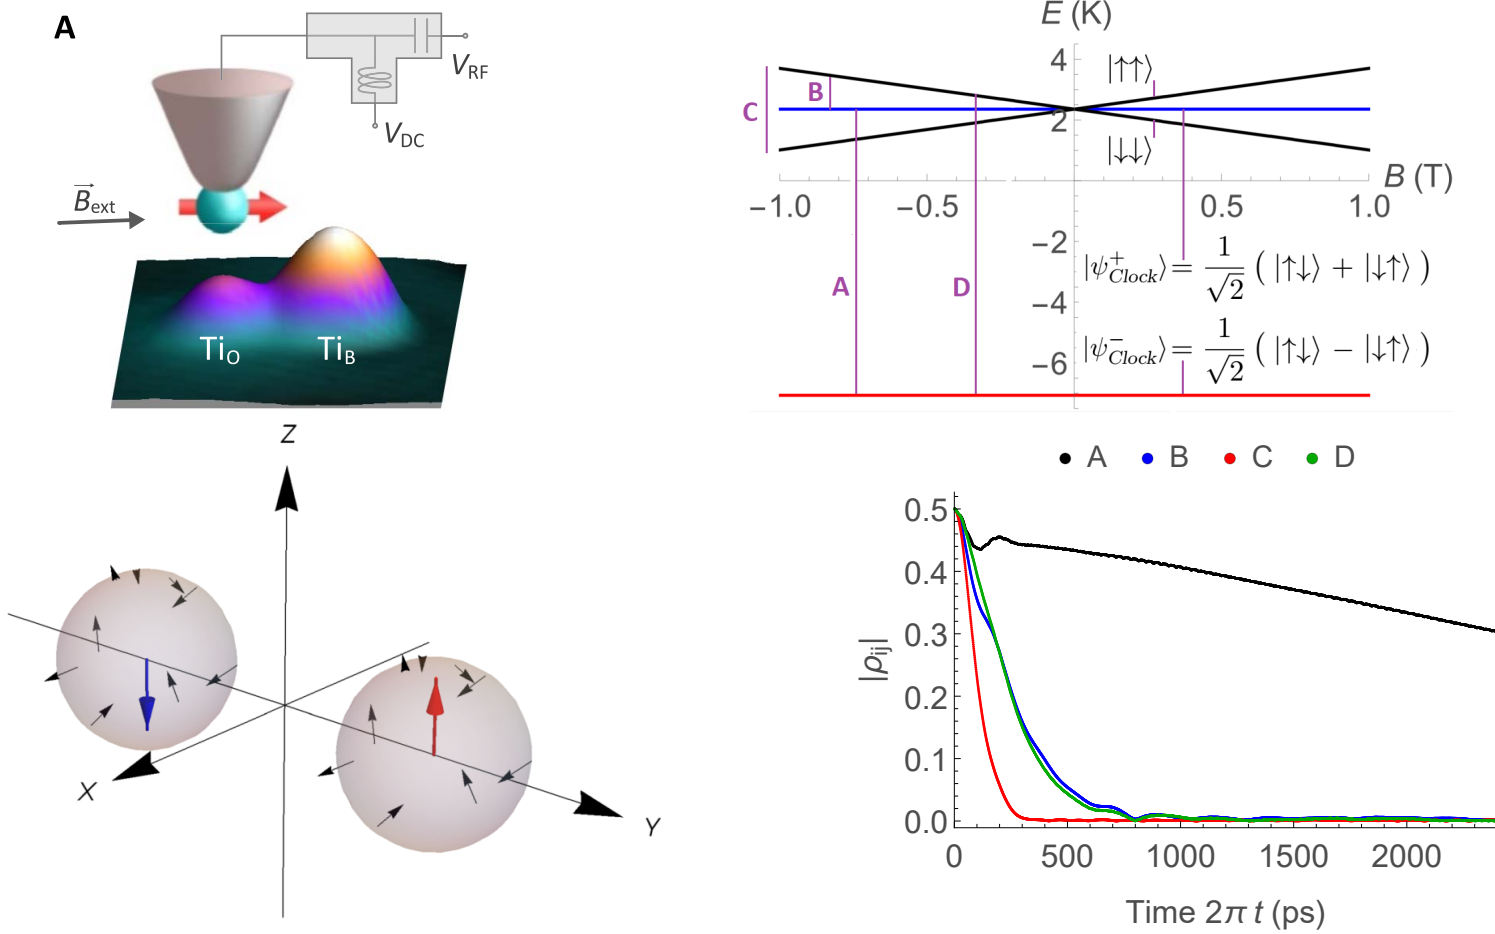 A
V_RF
V_DC
B⃗_ext
Ti_O
Ti_B
E (K)
4
2
-2
-4
-6
B (T)
−1.0
−0.5
0.5
1.0
|↑↑⟩
|↓↓⟩
C
B
A
D
|ψ⁺_Clock⟩ = 1/√2 ( |↑↓⟩ + |↓↑⟩ )
|ψ⁻_Clock⟩ = 1/√2 ( |↑↓⟩ − |↓↑⟩ )
Z
X
Y
A B C D
|ρ_ij|
0.5
0.4
0.3
0.2
0.1
0.0
0 500 1000 1500 2000
Time 2π t (ps)